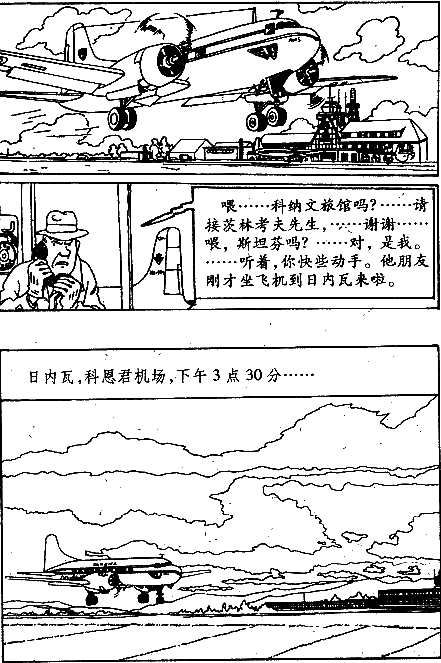 喂……科纳文旅馆吗？……请
接茨林考夫先生，……谢谢……
喂，斯坦芬吗？……对，是我。
……听着，你快些动手。他朋友
刚才坐飞机到日内瓦来啦。
日内瓦，科恩君机场，下午3点30分……